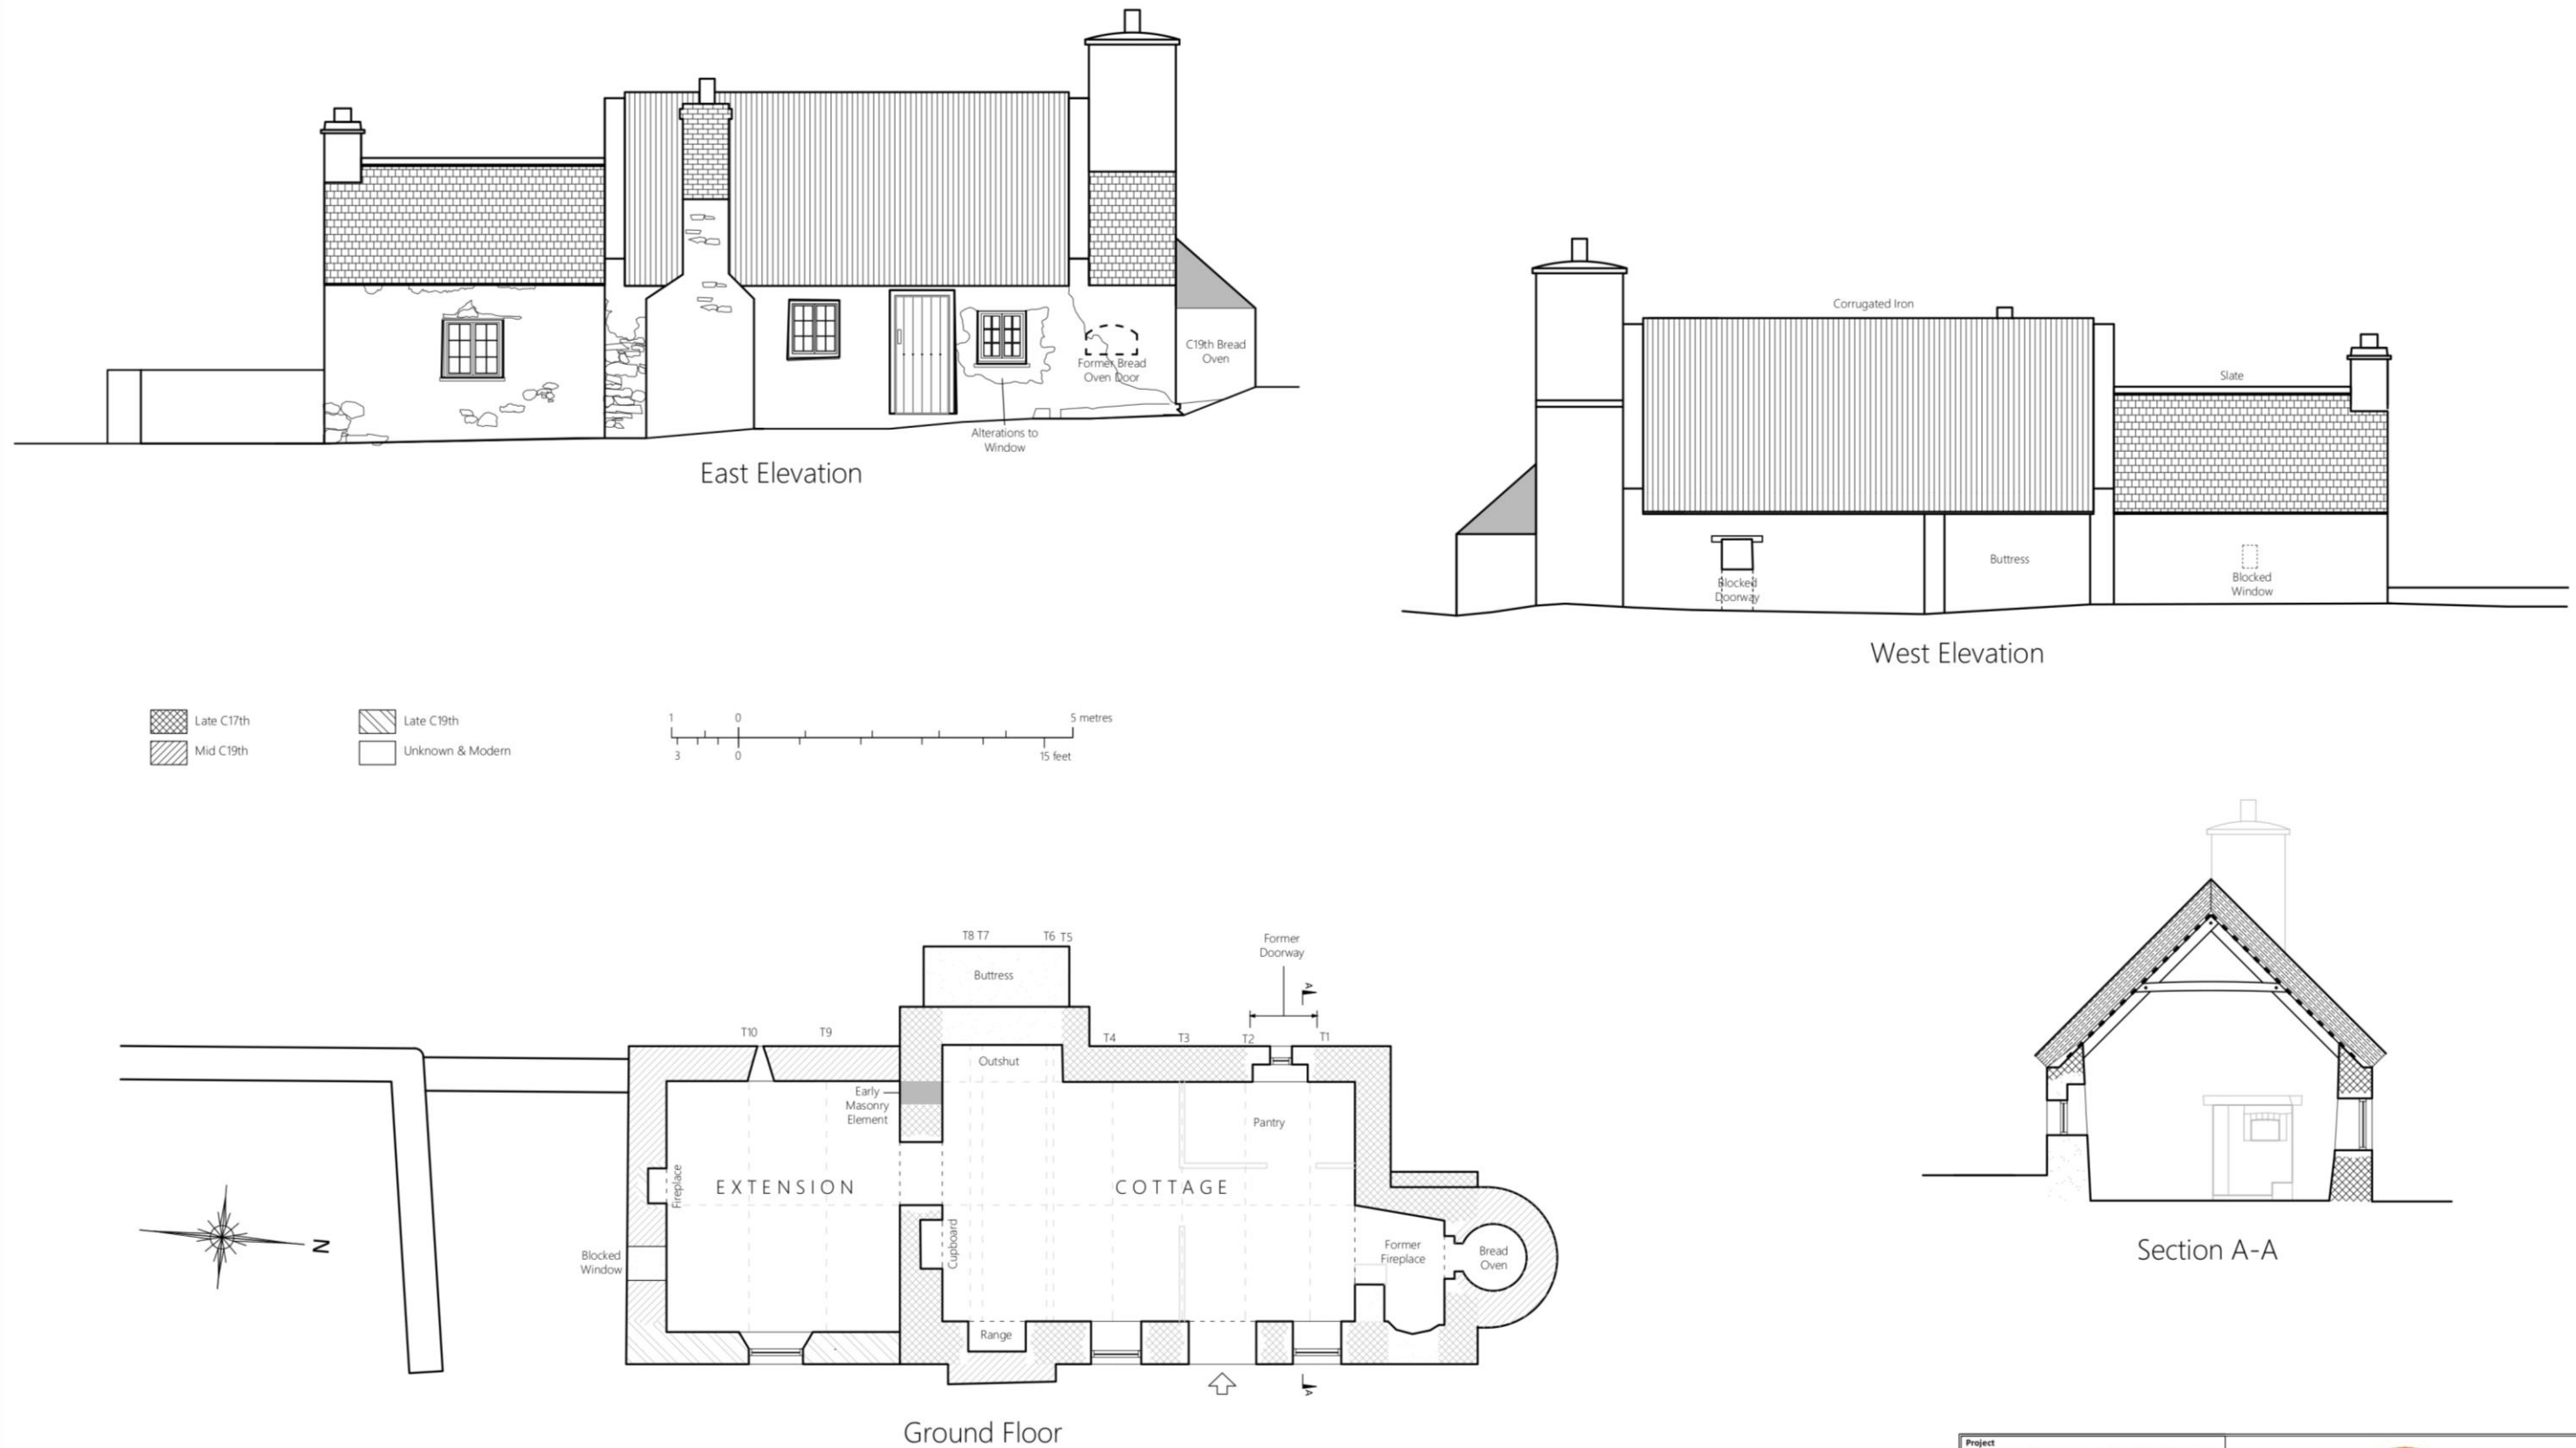 C19th Bread
Oven
Former Bread
Oven Door
Alterations to
Window
East Elevation
Corrugated Iron
Slate
Blocked
Doorway
Buttress
Blocked
Window
West Elevation
Late C17th
Late C19th
Mid C19th
Unknown & Modern
1 0 5 metres
3 0 15 feet
T8 T7 T6 T5
Former
Doorway
A
Buttress
T10 T9 T4 T3 T2 T1
Outshut
Early
Masonry
Element
Pantry
Fireplace
EXTENSION
COTTAGE
Cupboard
N
Blocked
Window
Former
Fireplace
Bread
Oven
Range
A
Ground Floor
Section A-A
Project